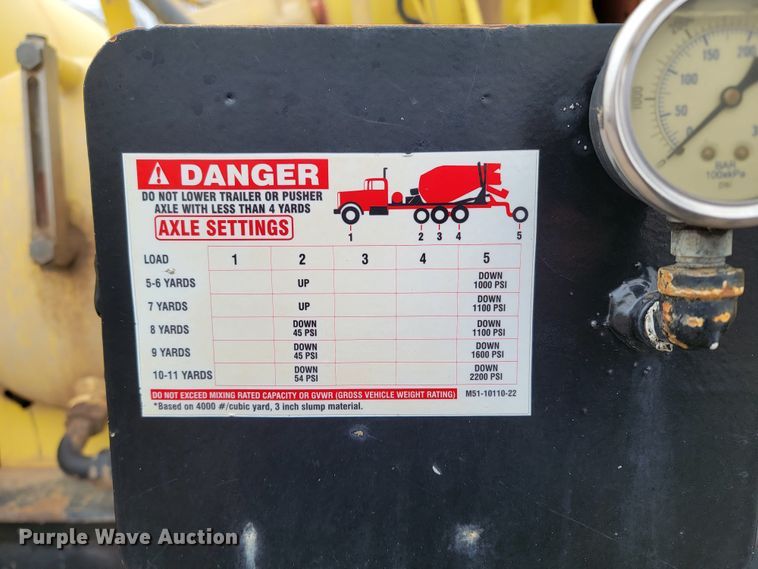 DANGER
DO NOT LOWER TRAILER OR PUSHER
AXLE WITH LESS THAN 4 YARDS
AXLE SETTINGS
1 2 3 4 5
LOAD 1 2 3 4 5
5-6 YARDS UP DOWN 1000 PSI
7 YARDS UP DOWN 1100 PSI
8 YARDS DOWN 45 PSI DOWN 1100 PSI
9 YARDS DOWN 45 PSI DOWN 1600 PSI
10-11 YARDS DOWN 54 PSI DOWN 2200 PSI
DO NOT EXCEED MIXING RATED CAPACITY OR GVWR (GROSS VEHICLE WEIGHT RATING) M51-10110-22
*Based on 4000 #/cubic yard, 3 inch slump material.
0
50
100
150
1000
BAR
100xkPa
psi
Purple Wave Auction